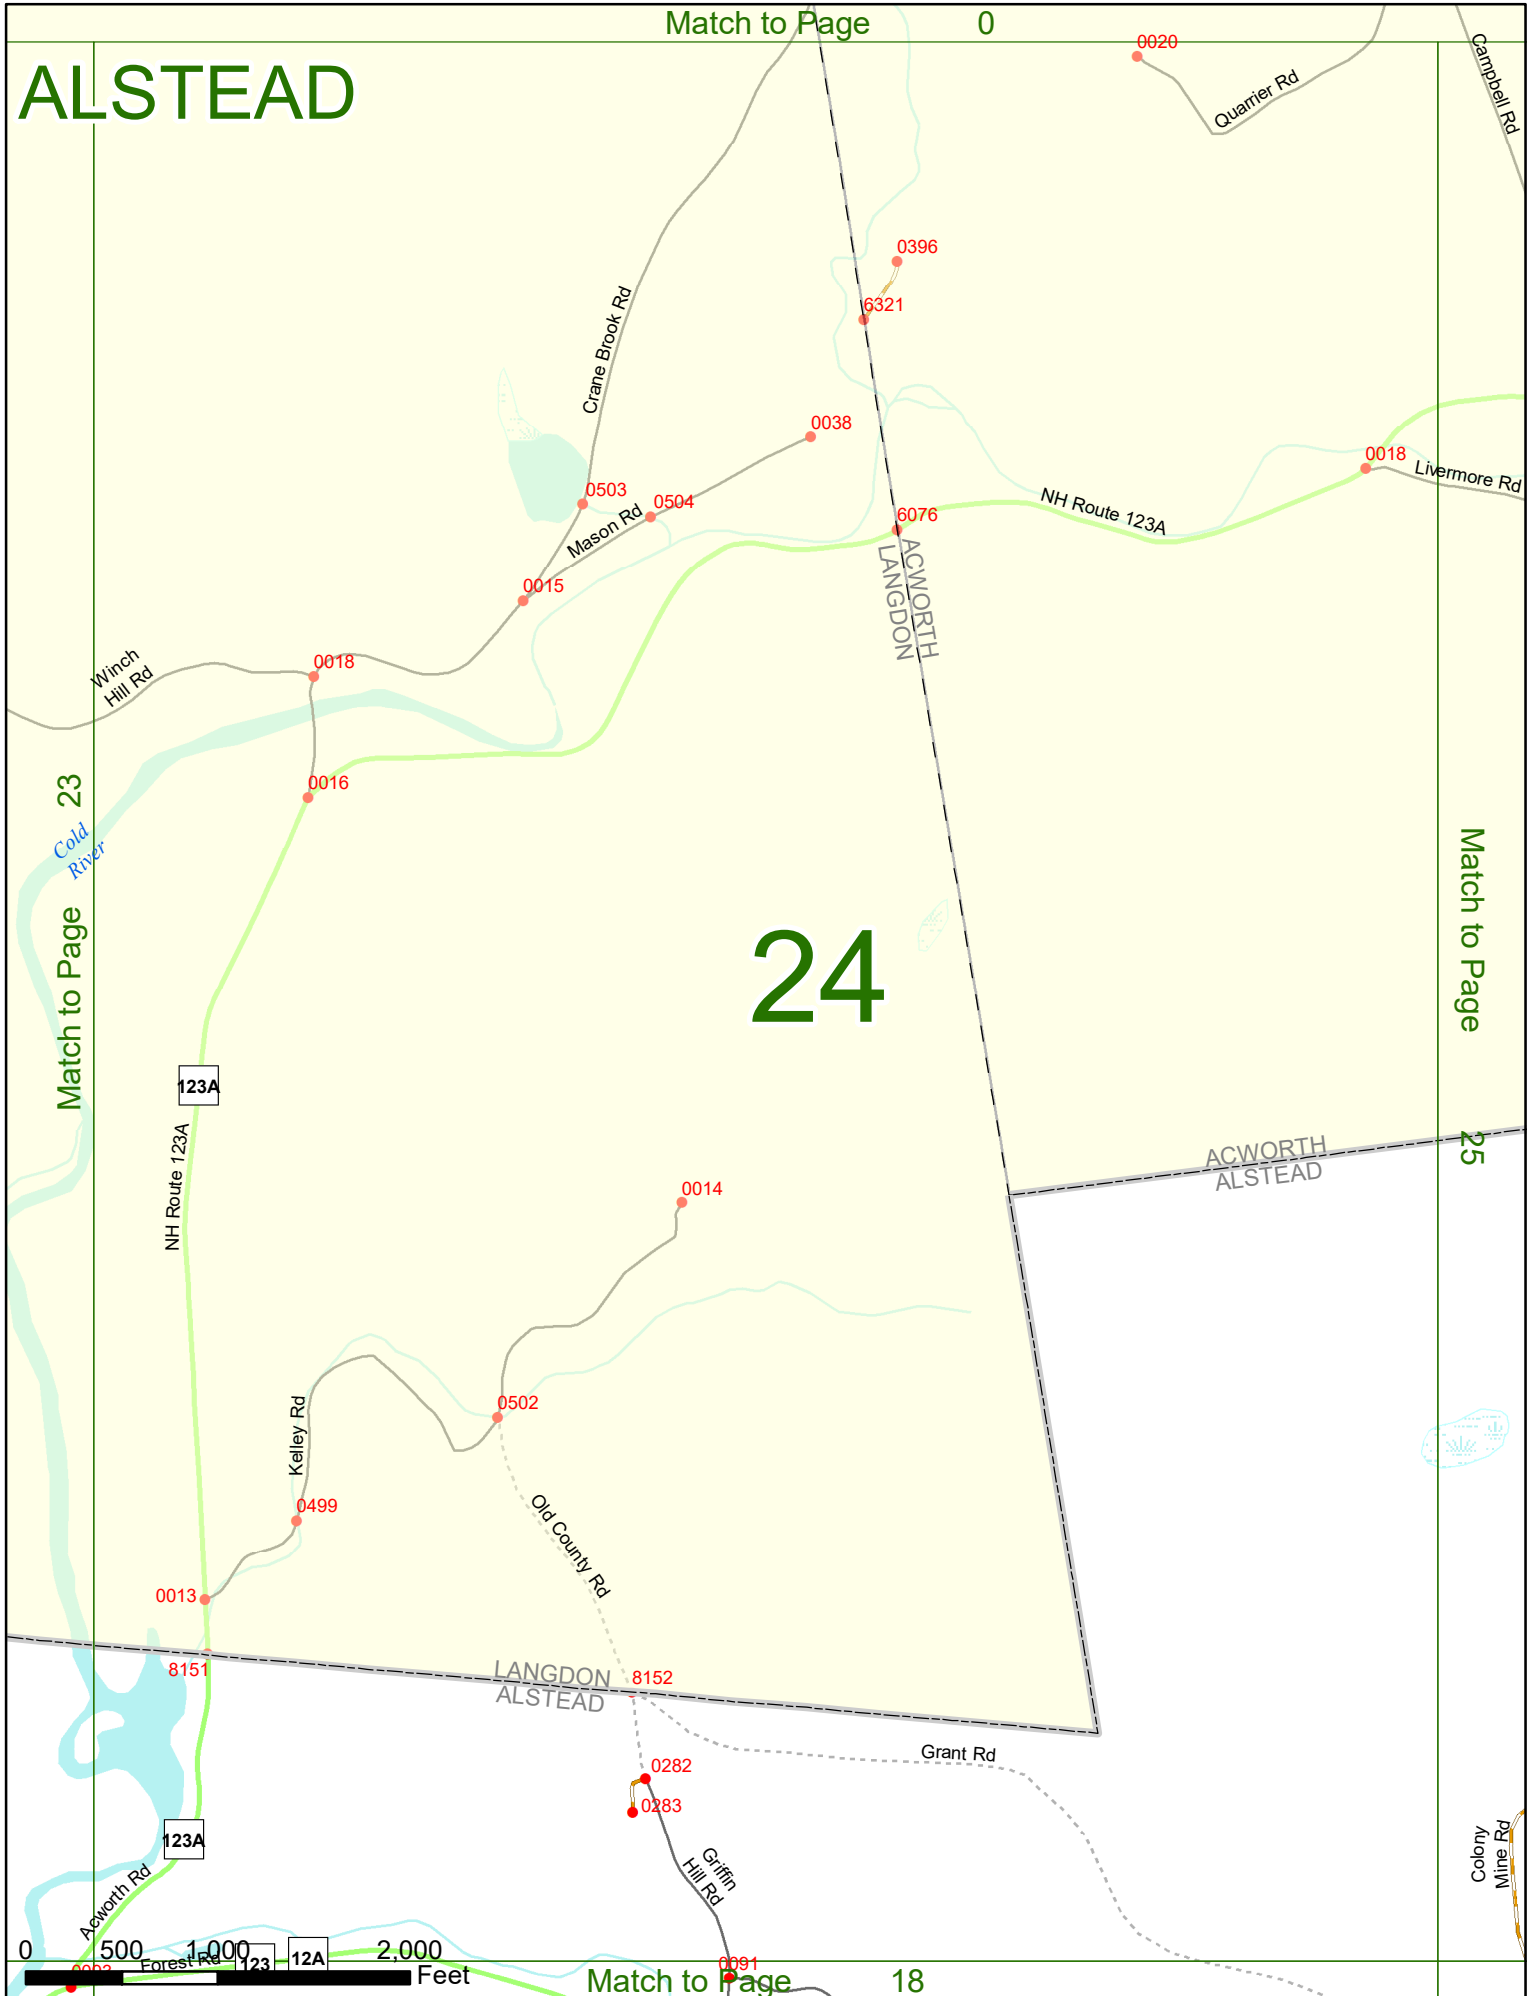 Match to Page 0
ALSTEAD
0020
Quarrier Rd
Campbell Rd
0396
6321
Crane Brook Rd
0038
0018
Livermore Rd
0503
0504
Mason Rd
NH Route 123A
6076
ACWORTH
LANGDON
0015
Winch
Hill Rd
0018
0016
Match to Page 23
Cold
River
24
Match to Page 25
123A
NH Route 123A
ACWORTH
ALSTEAD
0014
0502
Kelley Rd
0499
Old County Rd
0013
8151
LANGDON
ALSTEAD
8152
Grant Rd
0282
0283
123A
Griffin
Hill Rd
Colony
Mine Rd
Acworth Rd
0 500 1,000 2,000
Feet
Forest Rd
123
12A
0091
Match to Page 18